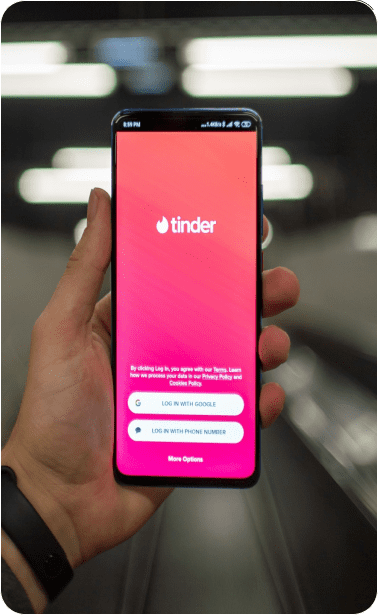 8:59 PM
tinder
By clicking Log In, you agree with our Terms. Learn
how we process your data in our Privacy Policy and
Cookies Policy.
G LOG IN WITH GOOGLE
LOG IN WITH PHONE NUMBER
More Options